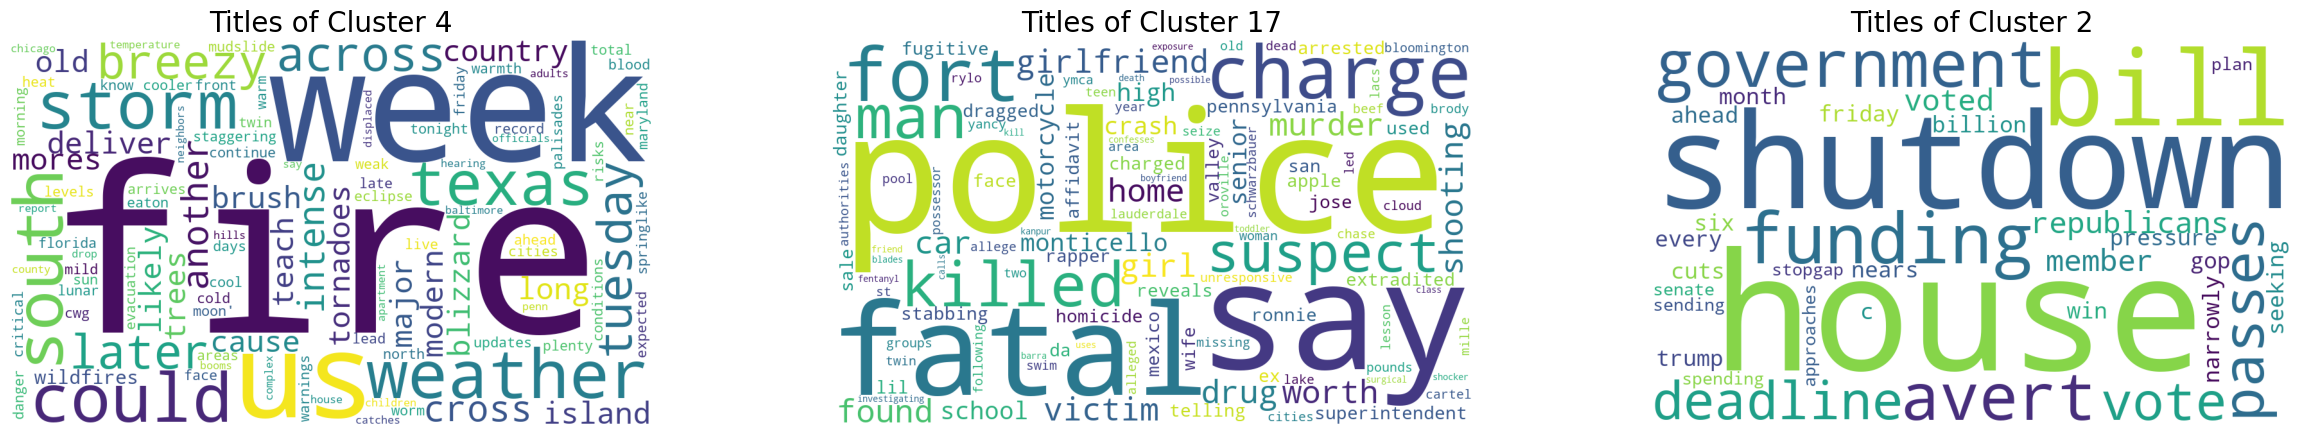 Titles of Cluster 4
chicago temperature mudslide across country total
old breezy storm week warmth adults blood
heat know cooler front warm friday displaced near
morning deliver twin staggering tonight record officials palisades maryland
mores neighbors continue say weak hearing texas risks
south levels another brush teach intense tornadoes late eclipse tuesday
report arrives eaton baltimore springlike
fire
florida drop hills days live ahead cities
county mild sun lunar evacuation likely trees cool cold moon' apartment major modern blizzard long penn conditions expected
critical cwg later cause lead north updates plenty
danger wildfires areas booms face complex warnings house us weather
could children catches worm cross island
Titles of Cluster 17
fort fugitive girlfriend exposure old dead arrested bloomington
rylo ymca death possible charge
daughter man dragged motorcycle teen high year pennsylvania beef lacs brody
yancy kill crash seize murder used
authorities affidavit confesses area charged valley senior shooting
police
pool face home boyfriend san apple led
possessor lauderdale oroville schwarzbauer jose cloud
sale car allege kanpur monticello toddler woman suspect chase
friend blades rapper girl unresponsive extradited
fentanyl calls killed two reveals class
st stabbing homicide mexico say ronnie lesson mille
fatal groups twin following barra swim da uses alleged wife missing pounds
lil investigating ex lake surgical shocker
found school victim telling drug worth cities superintendent cartel
Titles of Cluster 2
government bill plan
month friday voted
ahead billion
shutdown
six funding republicans
every pressure passes
cuts stopgap nears member gop seeking
senate
sending approaches house c win narrowly
trump
spending
deadline avert vote